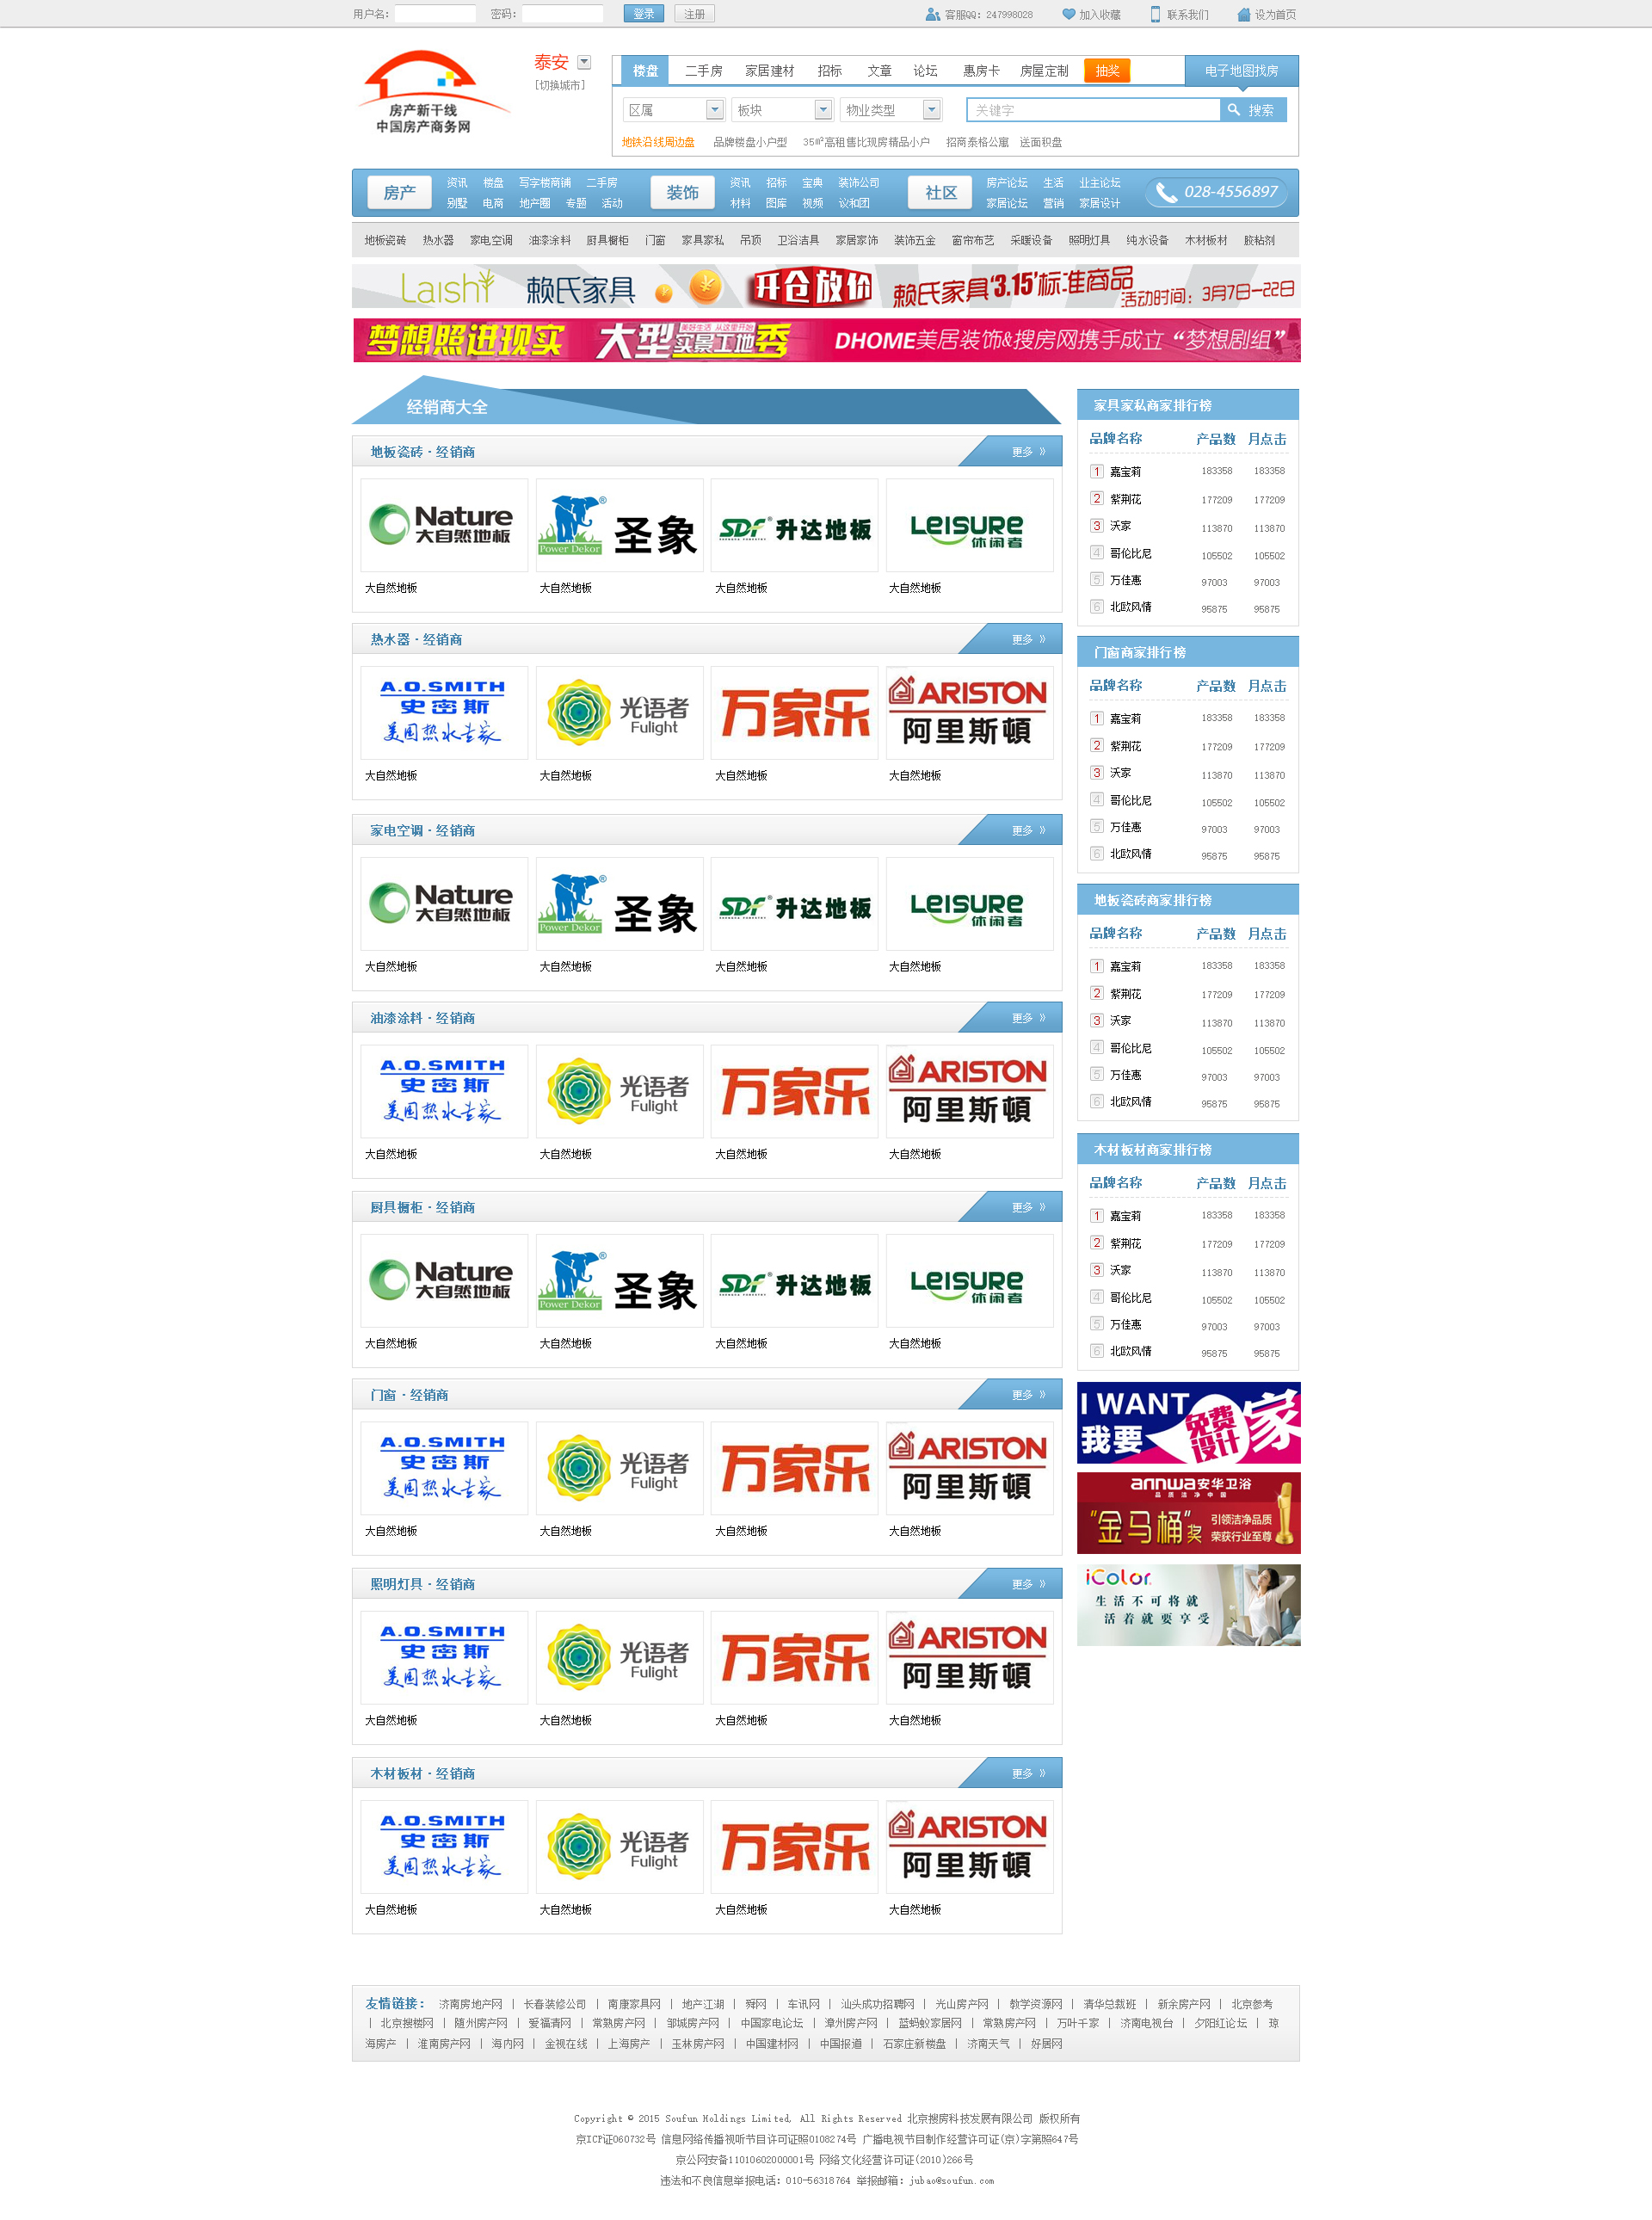 用户名: 密码: 登录 注册 客服QQ: 247998028 加入收藏 联系我们 设为首页
房产新干线
中国房产商务网
泰安
[切换城市]
楼盘 二手房 家居建材 招标 文章 论坛 惠房卡 房屋定制 抽奖 电子地图找房
区属 板块 物业类型 关键字 搜索
地铁沿线周边盘 品牌楼盘小户型 35㎡高租售比现房精品小户 招商泰格公寓 送面积盘
房产 资讯 楼盘 写字楼商铺 二手房
别墅 电商 地产圈 专题 活动
装饰 资讯 招标 宝典 装饰公司
材料 图库 视频 议和团
社区 房产论坛 生活 业主论坛
家居论坛 营销 家居设计
028-4556897
地板瓷砖 热水器 家电空调 油漆涂料 厨具橱柜 门窗 家具家私 吊顶 卫浴洁具 家居家饰 装饰五金 窗帘布艺 采暖设备 照明灯具 纯水设备 木材板材 胶粘剂
Laishi 赖氏家具 开仓放价 赖氏家具'3.15'标准商品 活动时间: 3月7日—22日
梦想照进现实 大型 美好生活 从这里开始 实景工地秀 DHOME美居装饰&搜房网携手成立“梦想剧组”
经销商大全
地板瓷砖·经销商 更多 》
Nature 大自然地板
Power Dekor 圣象
SDF 升达地板
LEISURE 休闲者
大自然地板 大自然地板 大自然地板 大自然地板
热水器·经销商 更多 》
A.O.SMITH
史密斯
美国热水专家
光语者
Fulight
万家乐
ARISTON
阿里斯顿
大自然地板 大自然地板 大自然地板 大自然地板
家电空调·经销商 更多 》
Nature 大自然地板
Power Dekor 圣象
SDF 升达地板
LEISURE 休闲者
大自然地板 大自然地板 大自然地板 大自然地板
油漆涂料·经销商 更多 》
A.O.SMITH
史密斯
美国热水专家
光语者
Fulight
万家乐
ARISTON
阿里斯顿
大自然地板 大自然地板 大自然地板 大自然地板
厨具橱柜·经销商 更多 》
Nature 大自然地板
Power Dekor 圣象
SDF 升达地板
LEISURE 休闲者
大自然地板 大自然地板 大自然地板 大自然地板
门窗·经销商 更多 》
A.O.SMITH
史密斯
美国热水专家
光语者
Fulight
万家乐
ARISTON
阿里斯顿
大自然地板 大自然地板 大自然地板 大自然地板
照明灯具·经销商 更多 》
A.O.SMITH
史密斯
美国热水专家
光语者
Fulight
万家乐
ARISTON
阿里斯顿
大自然地板 大自然地板 大自然地板 大自然地板
木材板材·经销商 更多 》
A.O.SMITH
史密斯
美国热水专家
光语者
Fulight
万家乐
ARISTON
阿里斯顿
大自然地板 大自然地板 大自然地板 大自然地板
家具家私商家排行榜
品牌名称 产品数 月点击
1 嘉宝莉 183358 183358
2 紫荆花 177209 177209
3 沃家 113870 113870
4 哥伦比尼 105502 105502
5 万佳惠 97003 97003
6 北欧风情 95875 95875
门窗商家排行榜
品牌名称 产品数 月点击
1 嘉宝莉 183358 183358
2 紫荆花 177209 177209
3 沃家 113870 113870
4 哥伦比尼 105502 105502
5 万佳惠 97003 97003
6 北欧风情 95875 95875
地板瓷砖商家排行榜
品牌名称 产品数 月点击
1 嘉宝莉 183358 183358
2 紫荆花 177209 177209
3 沃家 113870 113870
4 哥伦比尼 105502 105502
5 万佳惠 97003 97003
6 北欧风情 95875 95875
木材板材商家排行榜
品牌名称 产品数 月点击
1 嘉宝莉 183358 183358
2 紫荆花 177209 177209
3 沃家 113870 113870
4 哥伦比尼 105502 105502
5 万佳惠 97003 97003
6 北欧风情 95875 95875
I WANT
我要 免费设计 家
annwa安华卫浴
品质洁净中国
“金马桶”奖 引领洁净品质
荣获行业至尊
iColor
生活不可将就
活着就要享受
友情链接: 济南房地产网 | 长春装修公司 | 南康家具网 | 地产江湖 | 舜网 | 车讯网 | 汕头成功招聘网 | 光山房产网 | 教学资源网 | 清华总裁班 | 新余房产网 | 北京参考
| 北京搜楼网 | 随州房产网 | 爱福清网 | 常熟房产网 | 邹城房产网 | 中国家电论坛 | 漳州房产网 | 蓝蚂蚁家居网 | 常熟房产网 | 万叶千家 | 济南电视台 | 夕阳红论坛 | 琼
海房产 | 淮南房产网 | 海内网 | 金视在线 | 上海房产 | 玉林房产网 | 中国建材网 | 中国报道 | 石家庄新楼盘 | 济南天气 | 好居网
Copyright © 2015 Soufun Holdings Limited, All Rights Reserved 北京搜房科技发展有限公司 版权所有
京ICP证060732号 信息网络传播视听节目许可证照0108274号 广播电视节目制作经营许可证(京)字第照647号
京公网安备11010602000001号 网络文化经营许可证(2010)266号
违法和不良信息举报电话: 010-56318764 举报邮箱: jubao@soufun.com